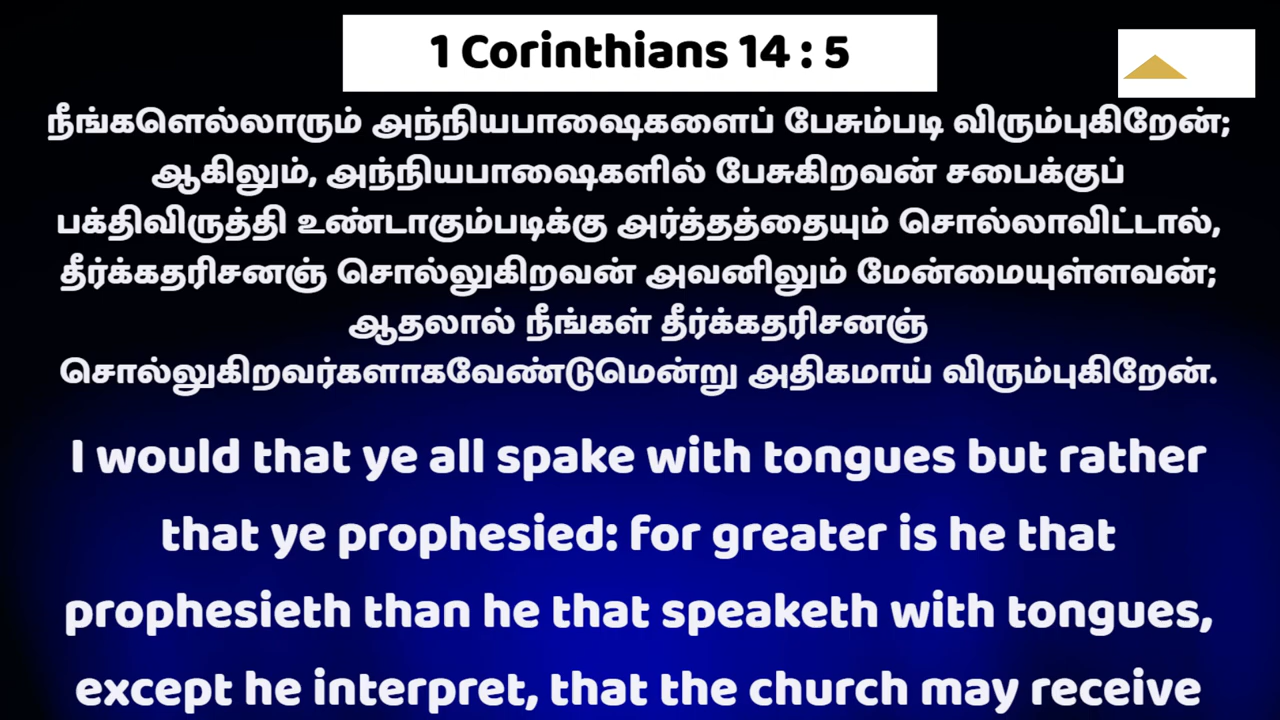 1 Corinthians 14 : 5
நீங்களெல்லாரும் அந்நியபாஷைகளைப் பேசும்படி விரும்புகிறேன்;
ஆகிலும், அந்நியபாஷைகளில் பேசுகிறவன் சபைக்குப்
பக்திவிருத்தி உண்டாகும்படிக்கு அர்த்தத்தையும் சொல்லாவிட்டால்,
தீர்க்கதரிசனஞ் சொல்லுகிறவன் அவனிலும் மேன்மையுள்ளவன்;
ஆதலால் நீங்கள் தீர்க்கதரிசனஞ்
சொல்லுகிறவர்களாகவேண்டுமென்று அதிகமாய் விரும்புகிறேன்.
I would that ye all spake with tongues but rather
that ye prophesied: for greater is he that
prophesieth than he that speaketh with tongues,
except he interpret, that the church may receive